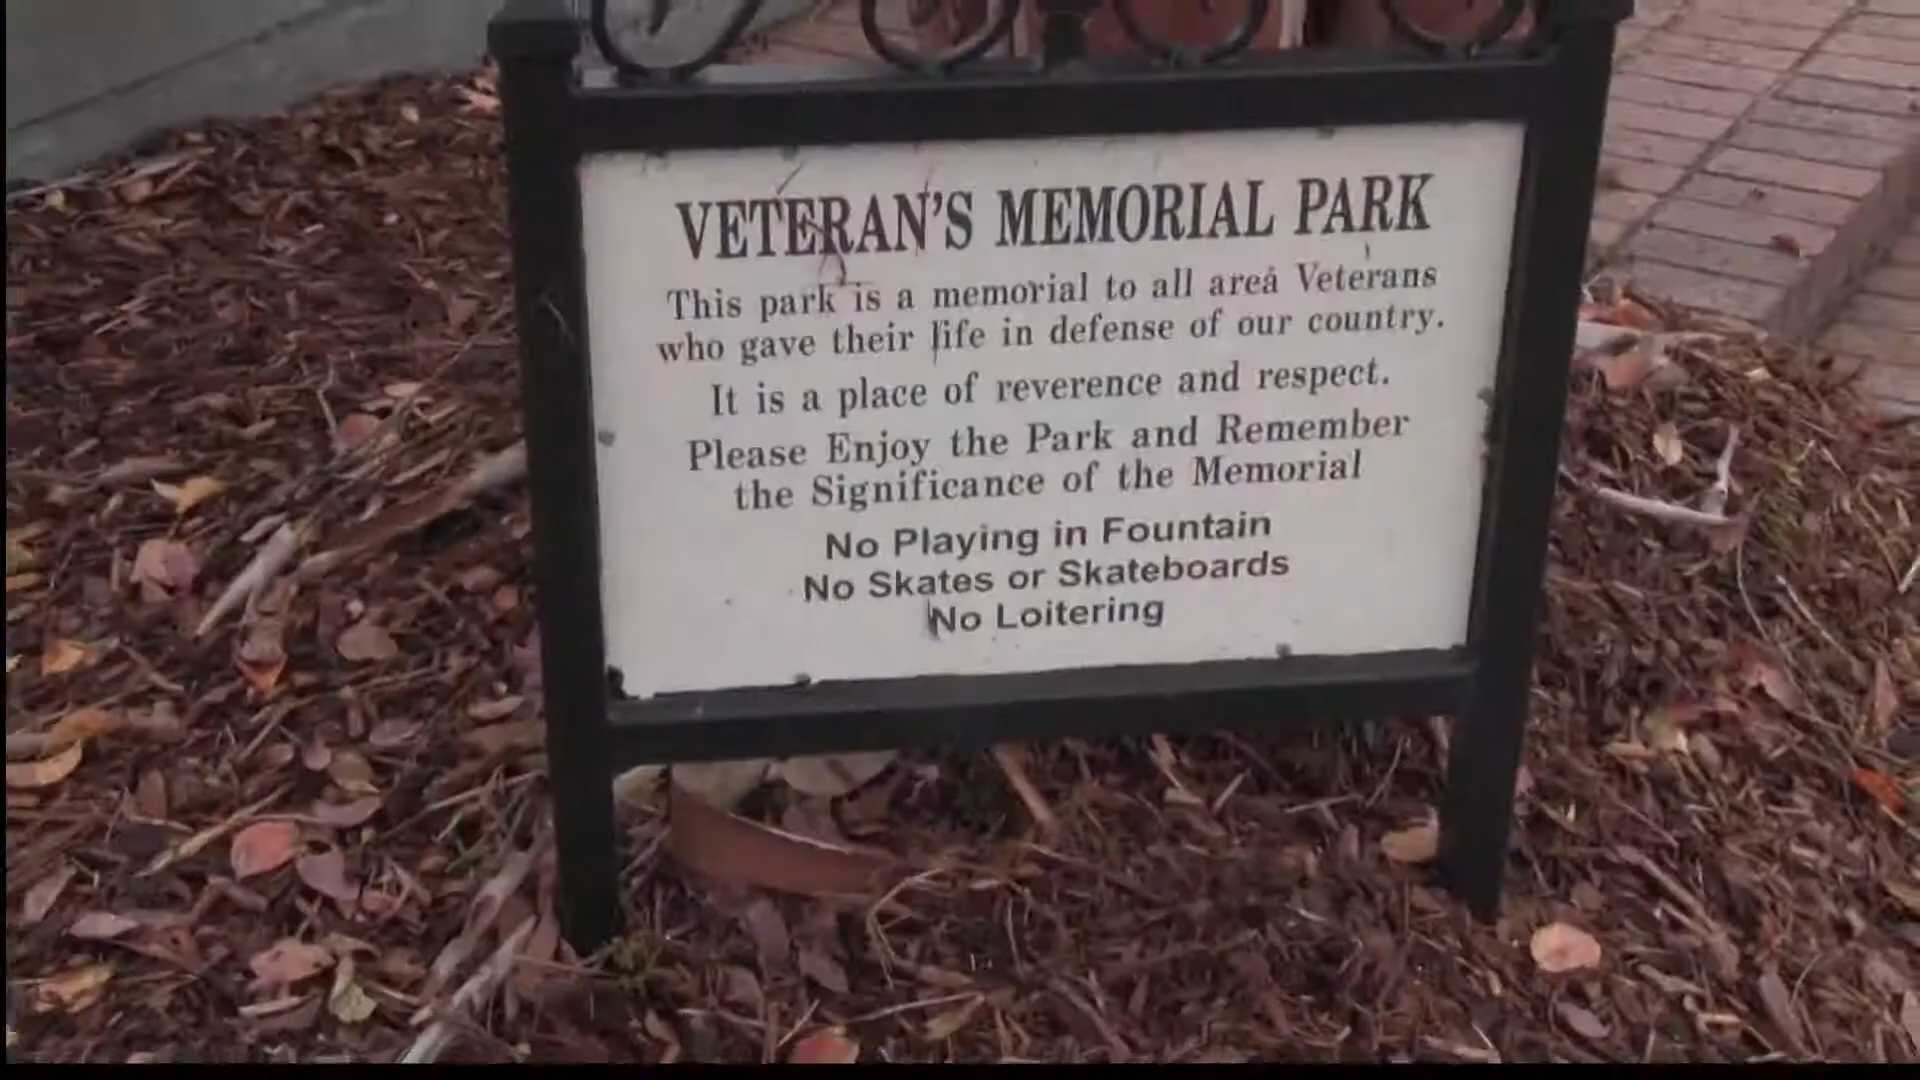 VETERAN'S MEMORIAL PARK
This park is a memorial to all area Veterans
who gave their life in defense of our country.
It is a place of reverence and respect.
Please Enjoy the Park and Remember
the Significance of the Memorial
No Playing in Fountain
No Skates or Skateboards
No Loitering